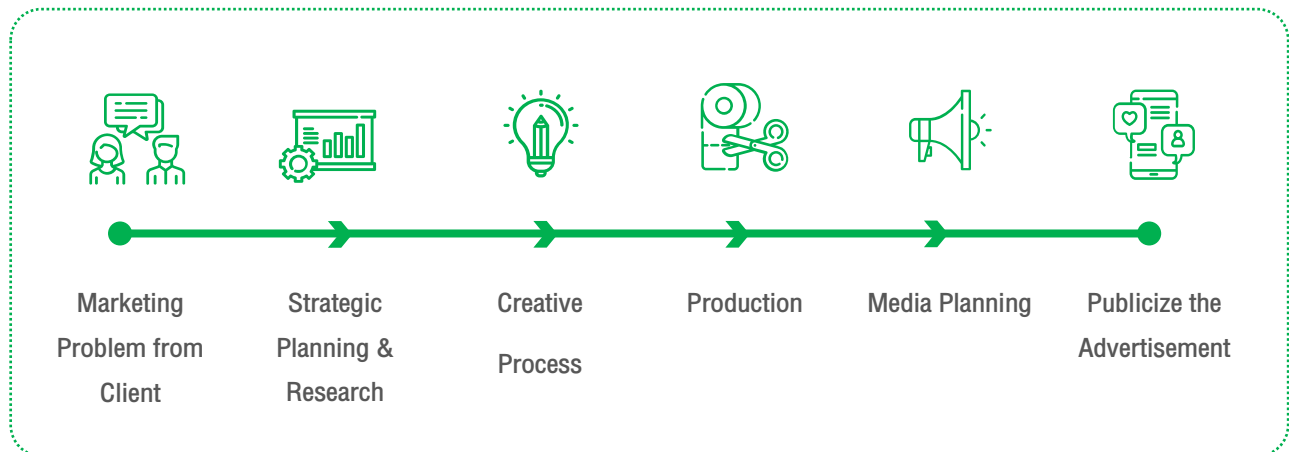 Marketing
Problem from
Client
Strategic
Planning &
Research
Creative
Process
Production
Media Planning
Publicize the
Advertisement